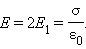 E = 2E₁ = σ/ε₀.